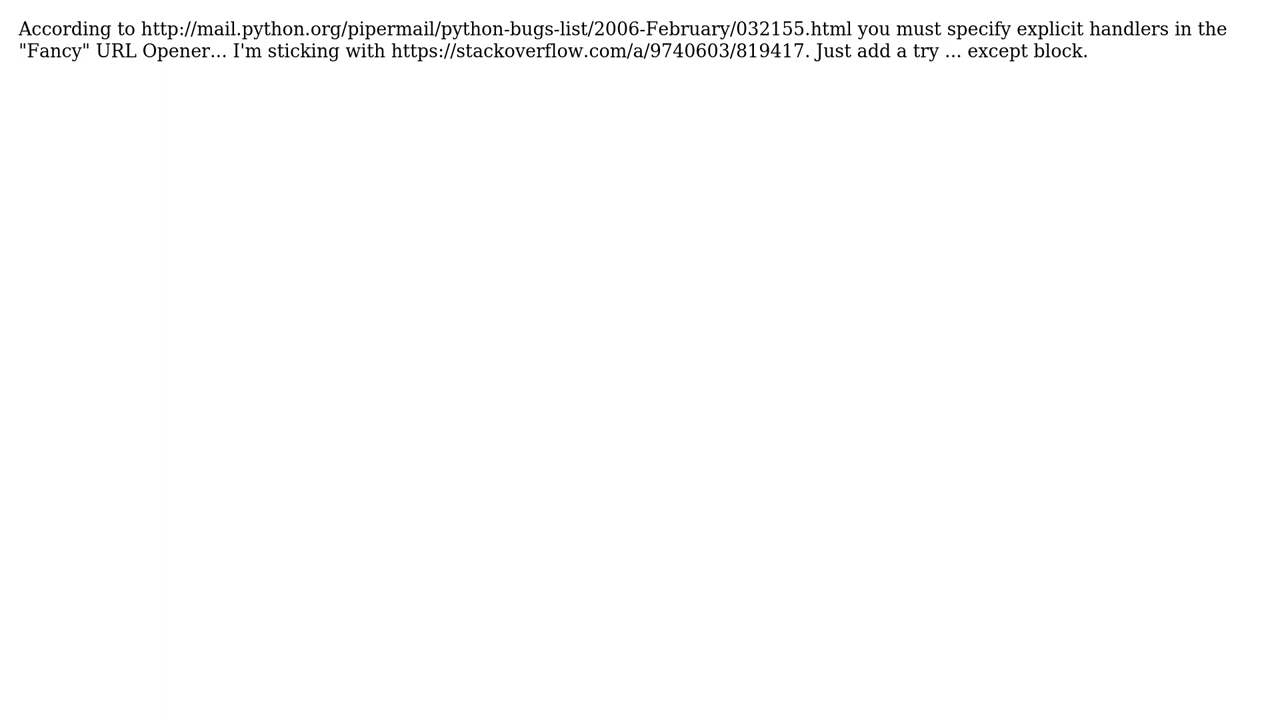 According to http://mail.python.org/pipermail/python-bugs-list/2006-February/032155.html you must specify explicit handlers in the
"Fancy" URL Opener... I'm sticking with https://stackoverflow.com/a/9740603/819417. Just add a try ... except block.